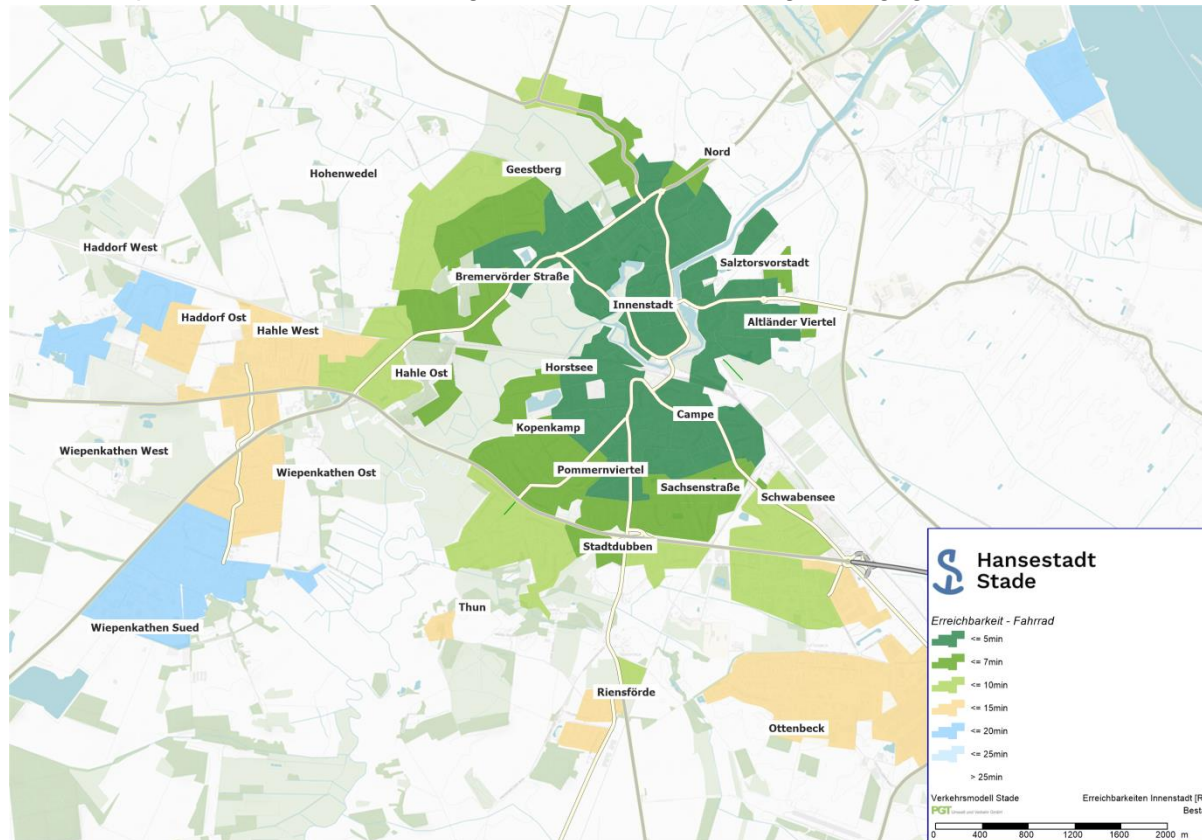 Nord
Geestberg
Hohenwedel
Haddorf West
Salztorsvorstadt
Bremervörder Straße
Innenstadt
Haddorf Ost
Hahle West
Altländer Viertel
Horstsee
Hahle Ost
Campe
Kopenkamp
Wiepenkathen West
Wiepenkathen Ost
Pommernviertel
Sachsenstraße
Schwabensee
Stadtdubben
Thun
Wiepenkathen Sued
Riensförde
Ottenbeck
Hansestadt
Stade
Erreichbarkeit - Fahrrad
<= 5min
<= 7min
<= 10min
<= 15min
<= 20min
<= 25min
> 25min
Verkehrsmodell Stade
Erreichbarkeiten Innenstadt [R
PGT
Best
0 400 800 1200 1600 2000 m